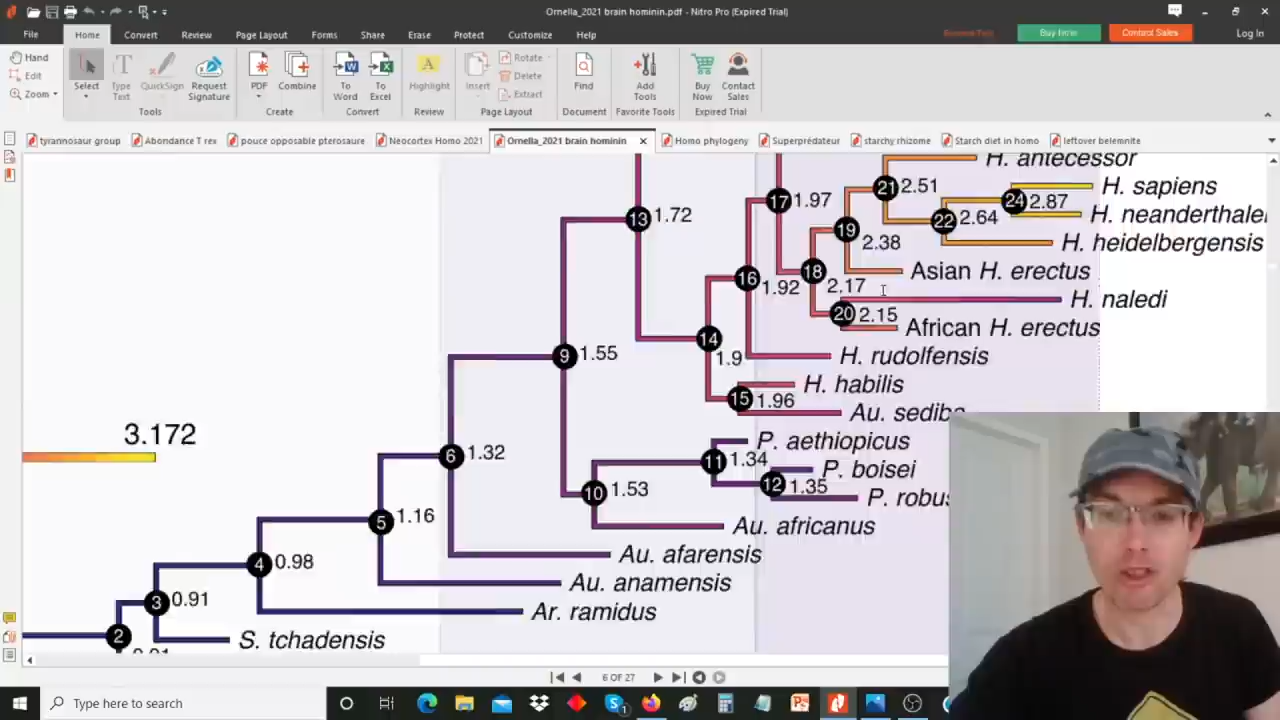 Ornella_2021 brain hominin.pdf - Nitro Pro (Expired Trial)
File Home Convert Review Page Layout Forms Share Erase Protect Customize Help
Buy Now Contact Sales Log In
Hand
Edit
Zoom
Select
Type Text
QuickSign
Request Signature
Tools
PDF
Combine
Create
To Word
To Excel
Convert
Highlight
Review
Insert
Rotate
Delete
Extract
Page Layout
Find
Document
Add Tools
Favorite Tools
Buy Now
Contact Sales
Expired Trial
tyrannosaur group
Abondance T rex
pouce opposable pterosaure
Neocortex Homo 2021
Ornella_2021 brain hominin
Homo phylogeny
Superprédateur
starchy rhizome
Starch diet in homo
leftover belemnite
H. antecessor
21 2.51
H. sapiens
24 2.87
17 1.97
H. neanderthale
22 2.64
13 1.72
19 2.38
H. heidelbergensis
Asian H. erectus
18 2.17
16 1.92
H. naledi
20 2.15
African H. erectus
14 1.9
9 1.55
H. rudolfensis
H. habilis
15 1.96
Au. sediba
3.172
P. aethiopicus
6 1.32
11 1.34
P. boisei
12 1.35
10 1.53
P. robus
5 1.16
Au. africanus
Au. afarensis
4 0.98
Au. anamensis
3 0.91
Ar. ramidus
2
S. tchadensis
6 OF 27
Type here to search